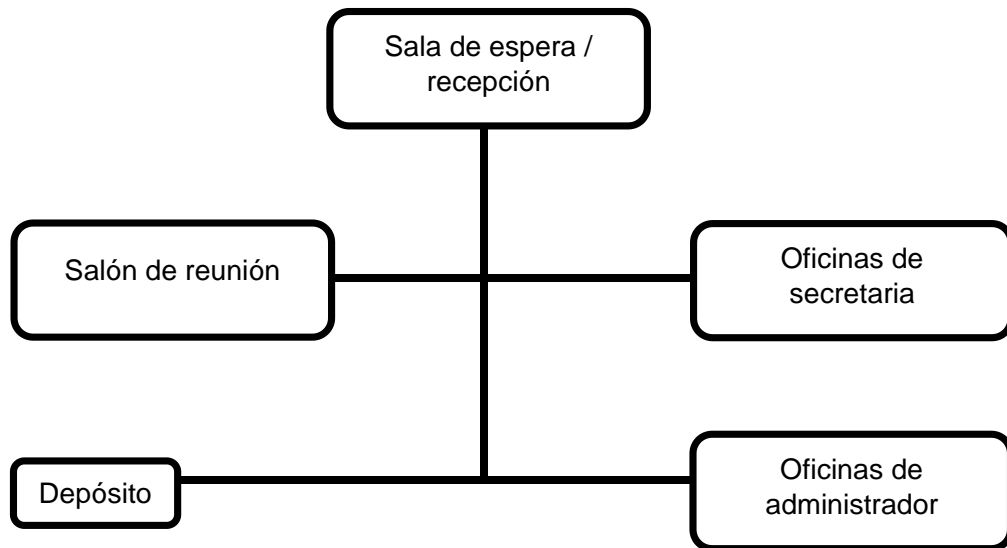 Sala de espera /
recepción
Salón de reunión
Oficinas de
secretaria
Depósito
Oficinas de
administrador